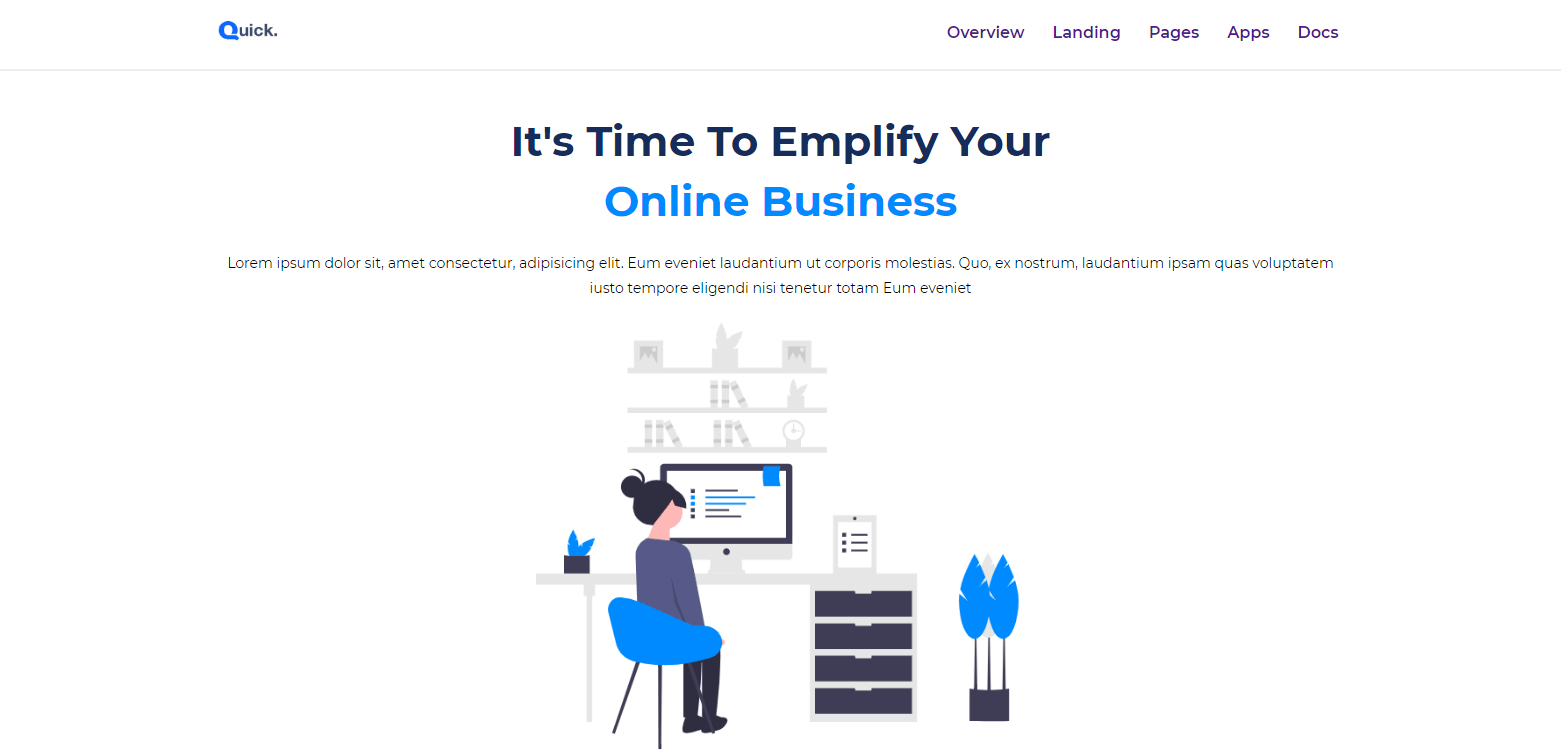 Quick.
Overview Landing Pages Apps Docs
It's Time To Emplify Your
Online Business
Lorem ipsum dolor sit, amet consectetur, adipisicing elit. Eum eveniet laudantium ut corporis molestias. Quo, ex nostrum, laudantium ipsam quas voluptatem
iusto tempore eligendi nisi tenetur totam Eum eveniet